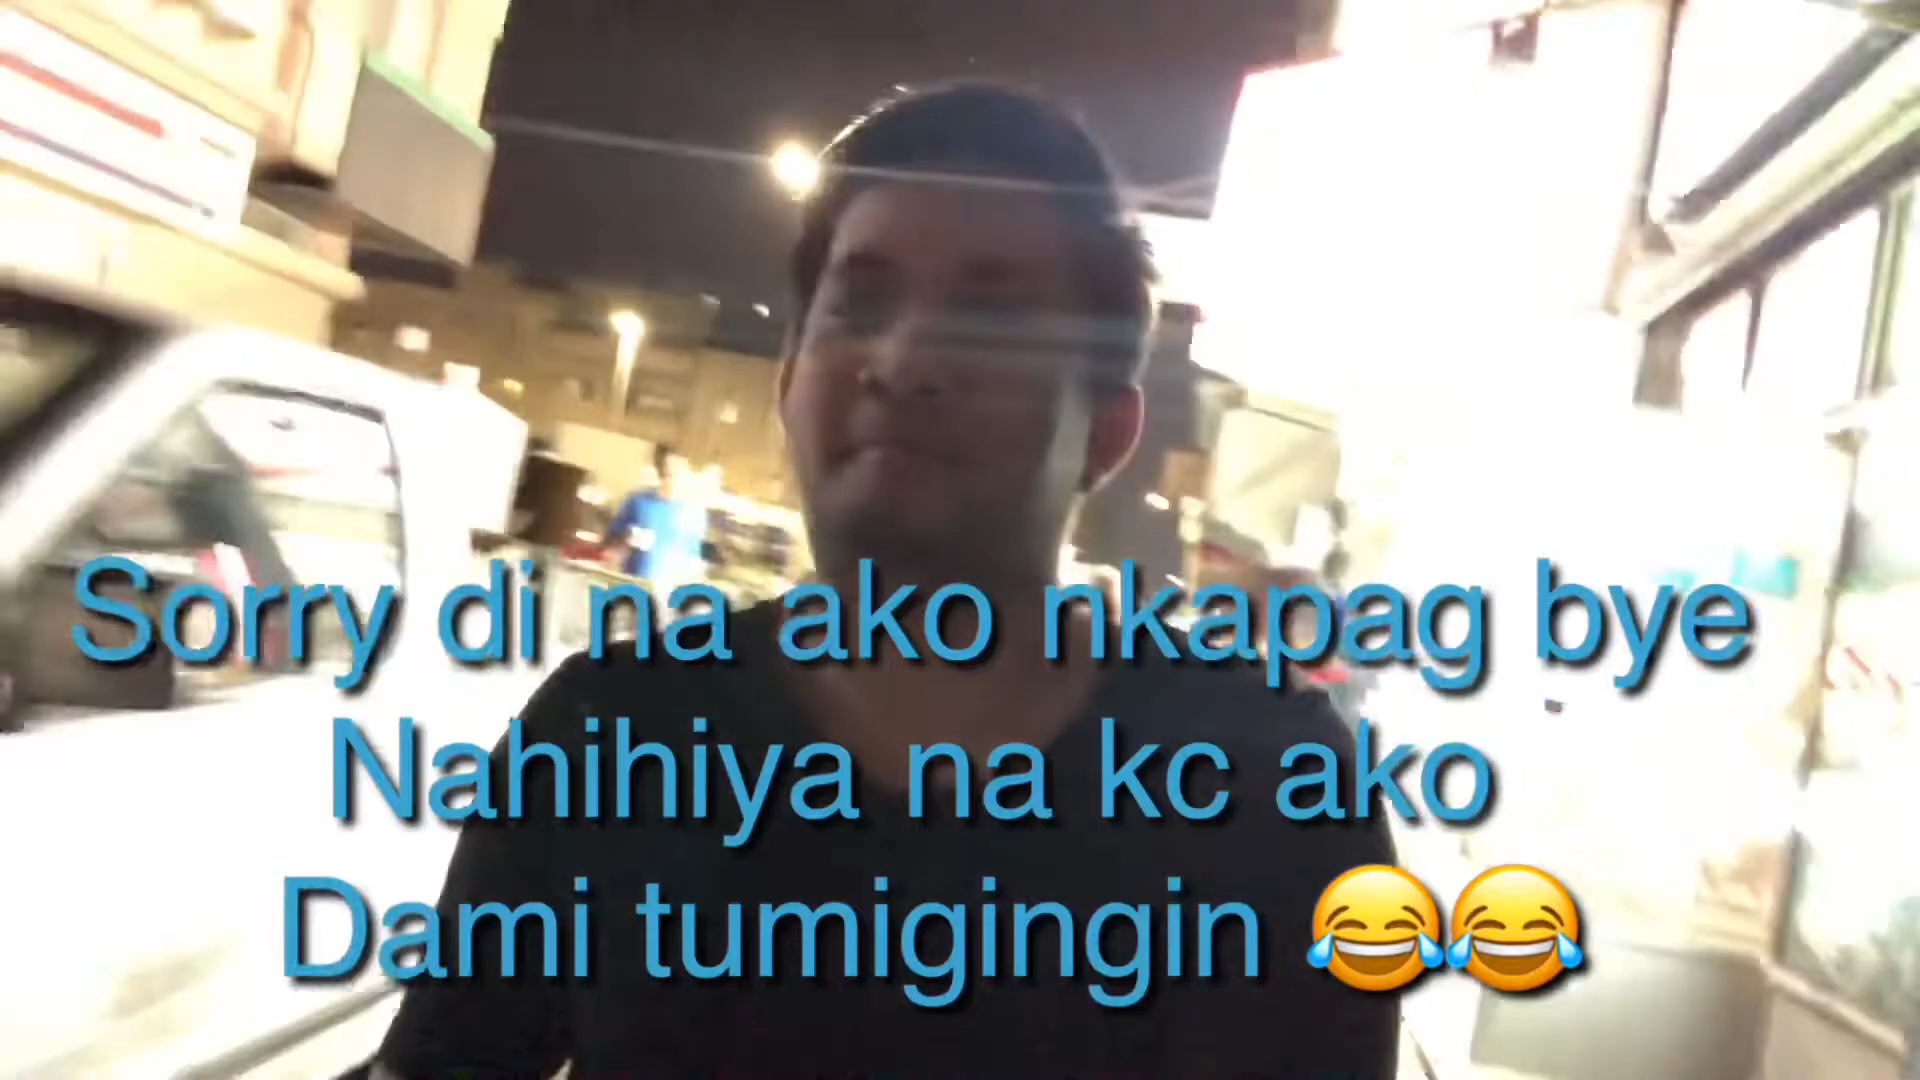 Sorry di na ako nkapag bye
Nahihiya na kc ako
Dami tumigingin 😂😂